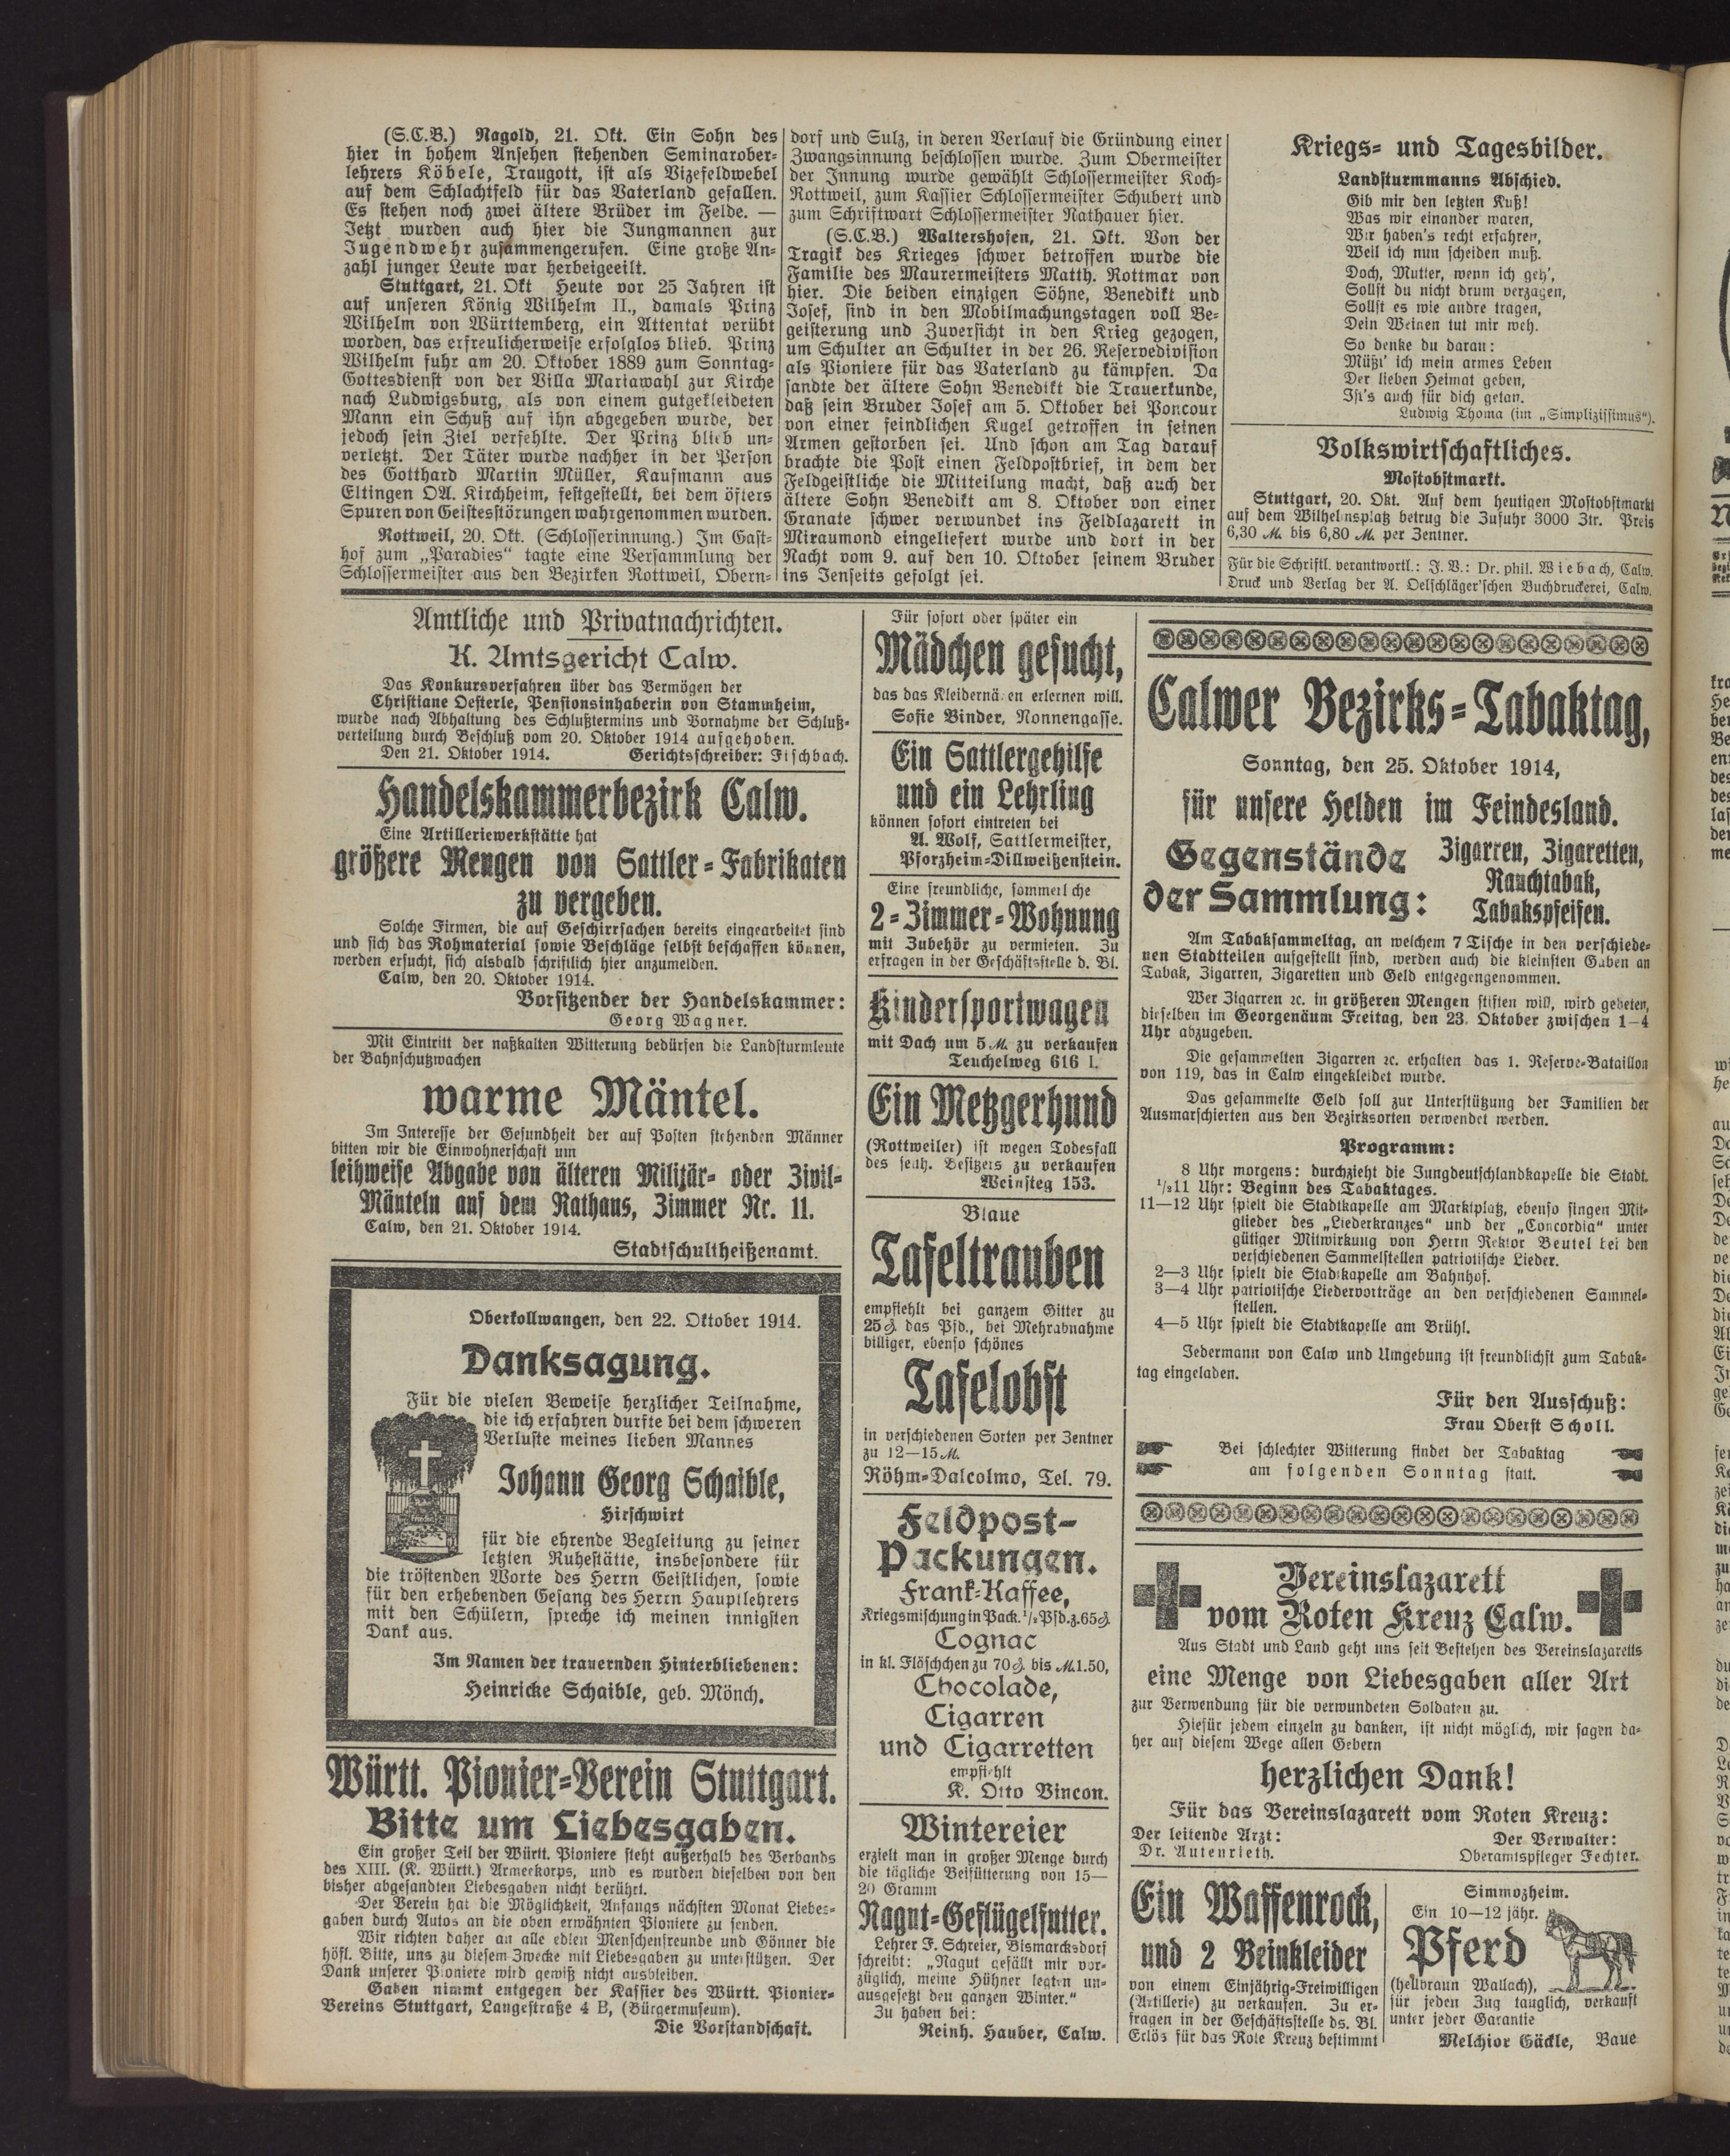 (S.C.B.) Nagold, 21. Okt. Ein Sohn des
hier in hohem Ansehen stehenden Seminarober-
lehrers Köbele, Traugott, ist als Vizefeldwebel
auf dem Schlachtfeld für das Vaterland gefallen.
Es stehen noch zwei ältere Brüder im Felde. —
Jetzt wurden auch hier die Jungmannen zur
Jugendwehr zusammengerufen. Eine große An-
zahl junger Leute war herbeigeeilt.
Stuttgart, 21. Okt Heute vor 25 Jahren ist
auf unseren König Wilhelm II., damals Prinz
Wilhelm von Württemberg, ein Attentat verübt
worden, das erfreulicherweise erfolglos blieb. Prinz
Wilhelm fuhr am 20. Oktober 1889 zum Sonntag-
Gottesdienst von der Villa Mariawahl zur Kirche
nach Ludwigsburg, als von einem gutgekleideten
Mann ein Schuß auf ihn abgegeben wurde, der
jedoch sein Ziel verfehlte. Der Prinz blieb un-
verletzt. Der Täter wurde nachher in der Person
des Gotthard Martin Müller, Kaufmann aus
Eltingen OA. Kirchheim, festgestellt, bei dem öfters
Spuren von Geistesstörungen wahrgenommen wurden.
Rottweil, 20. Okt. (Schlosserinnung.) Im Gast-
hof zum „Paradies“ tagte eine Versammlung der
Schlossermeister aus den Bezirken Rottweil, Obern-
dorf und Sulz, in deren Verlauf die Gründung einer
Zwangsinnung beschlossen wurde. Zum Obermeister
der Innung wurde gewählt Schlossermeister Koch-
Rottweil, zum Kassier Schlossermeister Schubert und
zum Schriftwart Schlossermeister Nathauer hier.
(S.C.B.) Waltershofen, 21. Okt. Von der
Tragik des Krieges schwer betroffen wurde die
Familie des Maurermeisters Matth. Rottmar von
hier. Die beiden einzigen Söhne, Benedikt und
Josef, sind in den Mobilmachungstagen voll Be-
geisterung und Zuversicht in den Krieg gezogen,
um Schulter an Schulter in der 26. Reservedivision
als Pioniere für das Vaterland zu kämpfen. Da
sandte der ältere Sohn Benedikt die Trauerkunde,
daß sein Bruder Josef am 5. Oktober bei Poncour
von einer feindlichen Kugel getroffen in seinen
Armen gestorben sei. Und schon am Tag darauf
brachte die Post einen Feldpostbrief, in dem der
Feldgeistliche die Mitteilung macht, daß auch der
ältere Sohn Benedikt am 8. Oktober von einer
Granate schwer verwundet ins Feldlazarett in
Miraumond eingeliefert wurde und dort in der
Nacht vom 9. auf den 10. Oktober seinem Bruder
ins Jenseits gefolgt sei.
Kriegs- und Tagesbilder.
Landsturmmanns Abschied.
Gib mir den letzten Kuß!
Was wir einander waren,
Wir haben's recht erfahren,
Weil ich nun scheiden muß.
Doch, Mutter, wenn ich geh',
Sollst du nicht drum verzagen,
Sollst es wie andre tragen,
Dein Weinen tut mir weh.
So denke du daran:
Müßt' ich mein armes Leben
Der lieben Heimat geben,
Ist's auch für dich getan.
Ludwig Thoma (im „Simplizissimus“).
Volkswirtschaftliches.
Mostobstmarkt.
Stuttgart, 20. Okt. Auf dem heutigen Mostobstmarkt
auf dem Wilhelmsplatz betrug die Zufuhr 3000 Ztr. Preis
6,30 ℳ bis 6,80 ℳ per Zentner.
Für die Schriftl. verantwortl.: J. V.: Dr. phil. Wiebach, Calw.
Druck und Verlag der A. Oelschläger'schen Buchdruckerei, Calw.
Amtliche und Privatnachrichten.
K. Amtsgericht Calw.
Das Konkursverfahren über das Vermögen der
Christiane Oesterle, Pensionsinhaberin von Stammheim,
wurde nach Abhaltung des Schlußtermins und Vornahme der Schluß-
verteilung durch Beschluß vom 20. Oktober 1914 aufgehoben.
Den 21. Oktober 1914. Gerichtsschreiber: Fischbach.
Handelskammerbezirk Calw.
Eine Artilleriewerkstätte hat
größere Mengen von Sattler-Fabrikaten
zu vergeben.
Solche Firmen, die auf Geschirrsachen bereits eingearbeitet sind
und sich das Rohmaterial sowie Beschläge selbst beschaffen können,
werden ersucht, sich alsbald schriftlich hier anzumelden.
Calw, den 20. Oktober 1914.
Vorsitzender der Handelskammer:
Georg Wagner.
Mit Eintritt der naßkalten Witterung bedürfen die Landsturmleute
der Bahnschutzwachen
warme Mäntel.
Im Interesse der Gesundheit der auf Posten stehenden Männer
bitten wir die Einwohnerschaft um
leihweise Abgabe von älteren Militär- oder Zivil-
Mänteln auf dem Rathaus, Zimmer Nr. 11.
Calw, den 21. Oktober 1914.
Stadtschultheißenamt.
Oberkollwangen, den 22. Oktober 1914.
Danksagung.
Für die vielen Beweise herzlicher Teilnahme,
die ich erfahren durfte bei dem schweren
Verluste meines lieben Mannes
Johann Georg Schaible,
Hirschwirt
für die ehrende Begleitung zu seiner
letzten Ruhestätte, insbesondere für
die tröstenden Worte des Herrn Geistlichen, sowie
für den erhebenden Gesang des Herrn Hauptlehrers
mit den Schülern, spreche ich meinen innigsten
Dank aus.
Im Namen der trauernden Hinterbliebenen:
Heinricke Schaible, geb. Mönch.
Württ. Pionier-Verein Stuttgart.
Bitte um Liebesgaben.
Ein großer Teil der Württ. Pioniere steht außerhalb des Verbands
des XIII. (K. Württ.) Armeekorps, und es wurden dieselben von den
bisher abgesandten Liebesgaben nicht berührt.
Der Verein hat die Möglichkeit, Anfangs nächsten Monat Liebes-
gaben durch Autos an die oben erwähnten Pioniere zu senden.
Wir richten daher an alle edlen Menschenfreunde und Gönner die
höfl. Bitte, uns zu diesem Zwecke mit Liebesgaben zu unterstützen. Der
Dank unserer Pioniere wird gewiß nicht ausbleiben.
Gaben nimmt entgegen der Kassier des Württ. Pionier-
Vereins Stuttgart, Langestraße 4 B, (Bürgermuseum).
Die Vorstandschaft.
Für sofort oder später ein
Mädchen gesucht,
das das Kleidernähen erlernen will.
Sofie Binder, Nonnengasse.
Ein Sattlergehilfe
und ein Lehrling
können sofort eintreten bei
A. Wolf, Sattlermeister,
Pforzheim-Dillweißenstein.
Eine freundliche, sommerliche
2-Zimmer-Wohnung
mit Zubehör zu vermieten. Zu
erfragen in der Geschäftsstelle d. Bl.
Kindersportwagen
mit Dach um 5 ℳ zu verkaufen
Teuchelweg 616 I.
Ein Metzgerhund
(Rottweiler) ist wegen Todesfall
des seith. Besitzers zu verkaufen
Weinsteg 153.
Blaue
Tafeltrauben
empfiehlt bei ganzem Gitter zu
25 ₰ das Pfd., bei Mehrabnahme
billiger, ebenso schönes
Tafelobst
in verschiedenen Sorten per Zentner
zu 12—15 ℳ.
Röhm-Dalcolmo, Tel. 79.
Feldpost-
Packungen.
Frank-Kaffee,
Kriegsmischung in Pack. ½-Pfd.z.65 ₰
Cognac
in kl. Fläschchen zu 70 ₰ bis ℳ 1.50,
Chocolade,
Cigarren
und Cigarretten
empfiehlt
K. Otto Vincon.
Wintereier
erzielt man in großer Menge durch
die tägliche Beifütterung von 15—
20 Gramm
Nagut-Geflügelfutter.
Lehrer F. Schreier, Bismarcksdorf
schreibt: „Nagut gefällt mir vor-
züglich, meine Hühner legten un-
ausgesetzt den ganzen Winter.“
Zu haben bei:
Reinh. Hauber, Calw.
Calwer Bezirks-Tabaktag,
Sonntag, den 25. Oktober 1914,
für unsere Helden im Feindesland.
Gegenstände
der Sammlung:
Zigarren, Zigaretten,
Rauchtabak,
Tabakspfeifen.
Am Tabaksammeltag, an welchem 7 Tische in den verschiede-
nen Stadtteilen aufgestellt sind, werden auch die kleinsten Gaben an
Tabak, Zigarren, Zigaretten und Geld entgegengenommen.
Wer Zigarren ꝛc. in größeren Mengen stiften will, wird gebeten,
dieselben im Georgenäum Freitag, den 23. Oktober zwischen 1—4
Uhr abzugeben.
Die gesammelten Zigarren ꝛc. erhalten das 1. Reserve-Bataillon
von 119, das in Calw eingekleidet wurde.
Das gesammelte Geld soll zur Unterstützung der Familien der
Ausmarschierten aus den Bezirksorten verwendet werden.
Programm:
8 Uhr morgens: durchzieht die Jungdeutschlandkapelle die Stadt.
½11 Uhr: Beginn des Tabaktages.
11—12 Uhr spielt die Stadtkapelle am Marktplatz, ebenso singen Mit-
glieder des „Liederkranzes“ und der „Concordia“ unter
gütiger Mitwirkung von Herrn Rektor Beutel bei den
verschiedenen Sammelstellen patriotische Lieder.
2—3 Uhr spielt die Stadtkapelle am Bahnhof.
3—4 Uhr patriotische Liedervorträge an den verschiedenen Sammel-
stellen.
4—5 Uhr spielt die Stadtkapelle am Brühl.
Jedermann von Calw und Umgebung ist freundlichst zum Tabak-
tag eingeladen.
Für den Ausschuß:
Frau Oberst Scholl.
Bei schlechter Witterung findet der Tabaktag
am folgenden Sonntag statt.
Vereinslazarett
vom Roten Kreuz Calw.
Aus Stadt und Land geht uns seit Bestehen des Vereinslazaretts
eine Menge von Liebesgaben aller Art
zur Verwendung für die verwundeten Soldaten zu.
Hiefür jedem einzeln zu danken, ist nicht möglich, wir sagen da-
her auf diesem Wege allen Gebern
herzlichen Dank!
Für das Vereinslazarett vom Roten Kreuz:
Der leitende Arzt: Der Verwalter:
Dr. Autenrieth. Oberamtspfleger Fechter.
Ein Waffenrock,
und 2 Beinkleider
von einem Einjährig-Freiwilligen
(Artillerie) zu verkaufen. Zu er-
fragen in der Geschäftsstelle ds. Bl.
Erlös für das Rote Kreuz bestimmt
Simmozheim.
Ein 10—12 jähr.
Pferd
(hellbraun Wallach),
für jeden Zug tauglich, verkauft
unter jeder Garantie
Melchior Gäckle, Baue